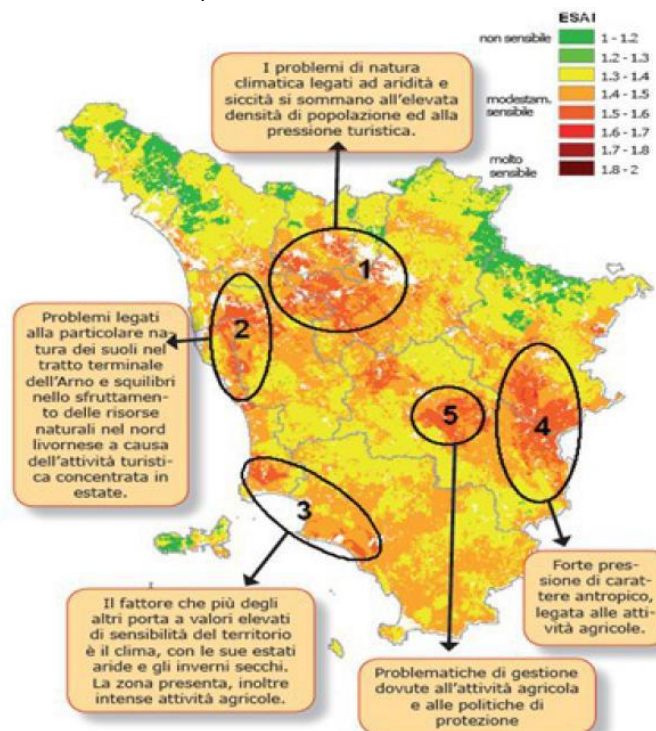 ESAI
non sensibile
1 - 1.2
1.2 - 1.3
1.3 - 1.4
modestam.
sensibile
1.4 - 1.5
1.5 - 1.6
1.6 - 1.7
1.7 - 1.8
molto
sensibile
1.8 - 2
I problemi di natura
climatica legati ad aridità e
siccità si sommano all'elevata
densità di popolazione ed alla
pressione turistica.
1
2
Problemi legati
alla particolare na-
tura dei suoli nel
tratto terminale
dell'Arno e squilibri
nello sfruttamen-
to delle risorse
naturali nel nord
livornese a causa
dell'attività turisti-
ca concentrata in
estate.
5
4
3
Forte pres-
sione di carat-
tere antropico,
legata alle atti-
vità agricole.
Il fattore che più degli
altri porta a valori elevati
di sensibilità del territorio
è il clima, con le sue estati
aride e gli inverni secchi.
La zona presenta, inoltre
intense attività agricole.
Problematiche di gestione
dovute all'attività agricola
e alle politiche di
protezione